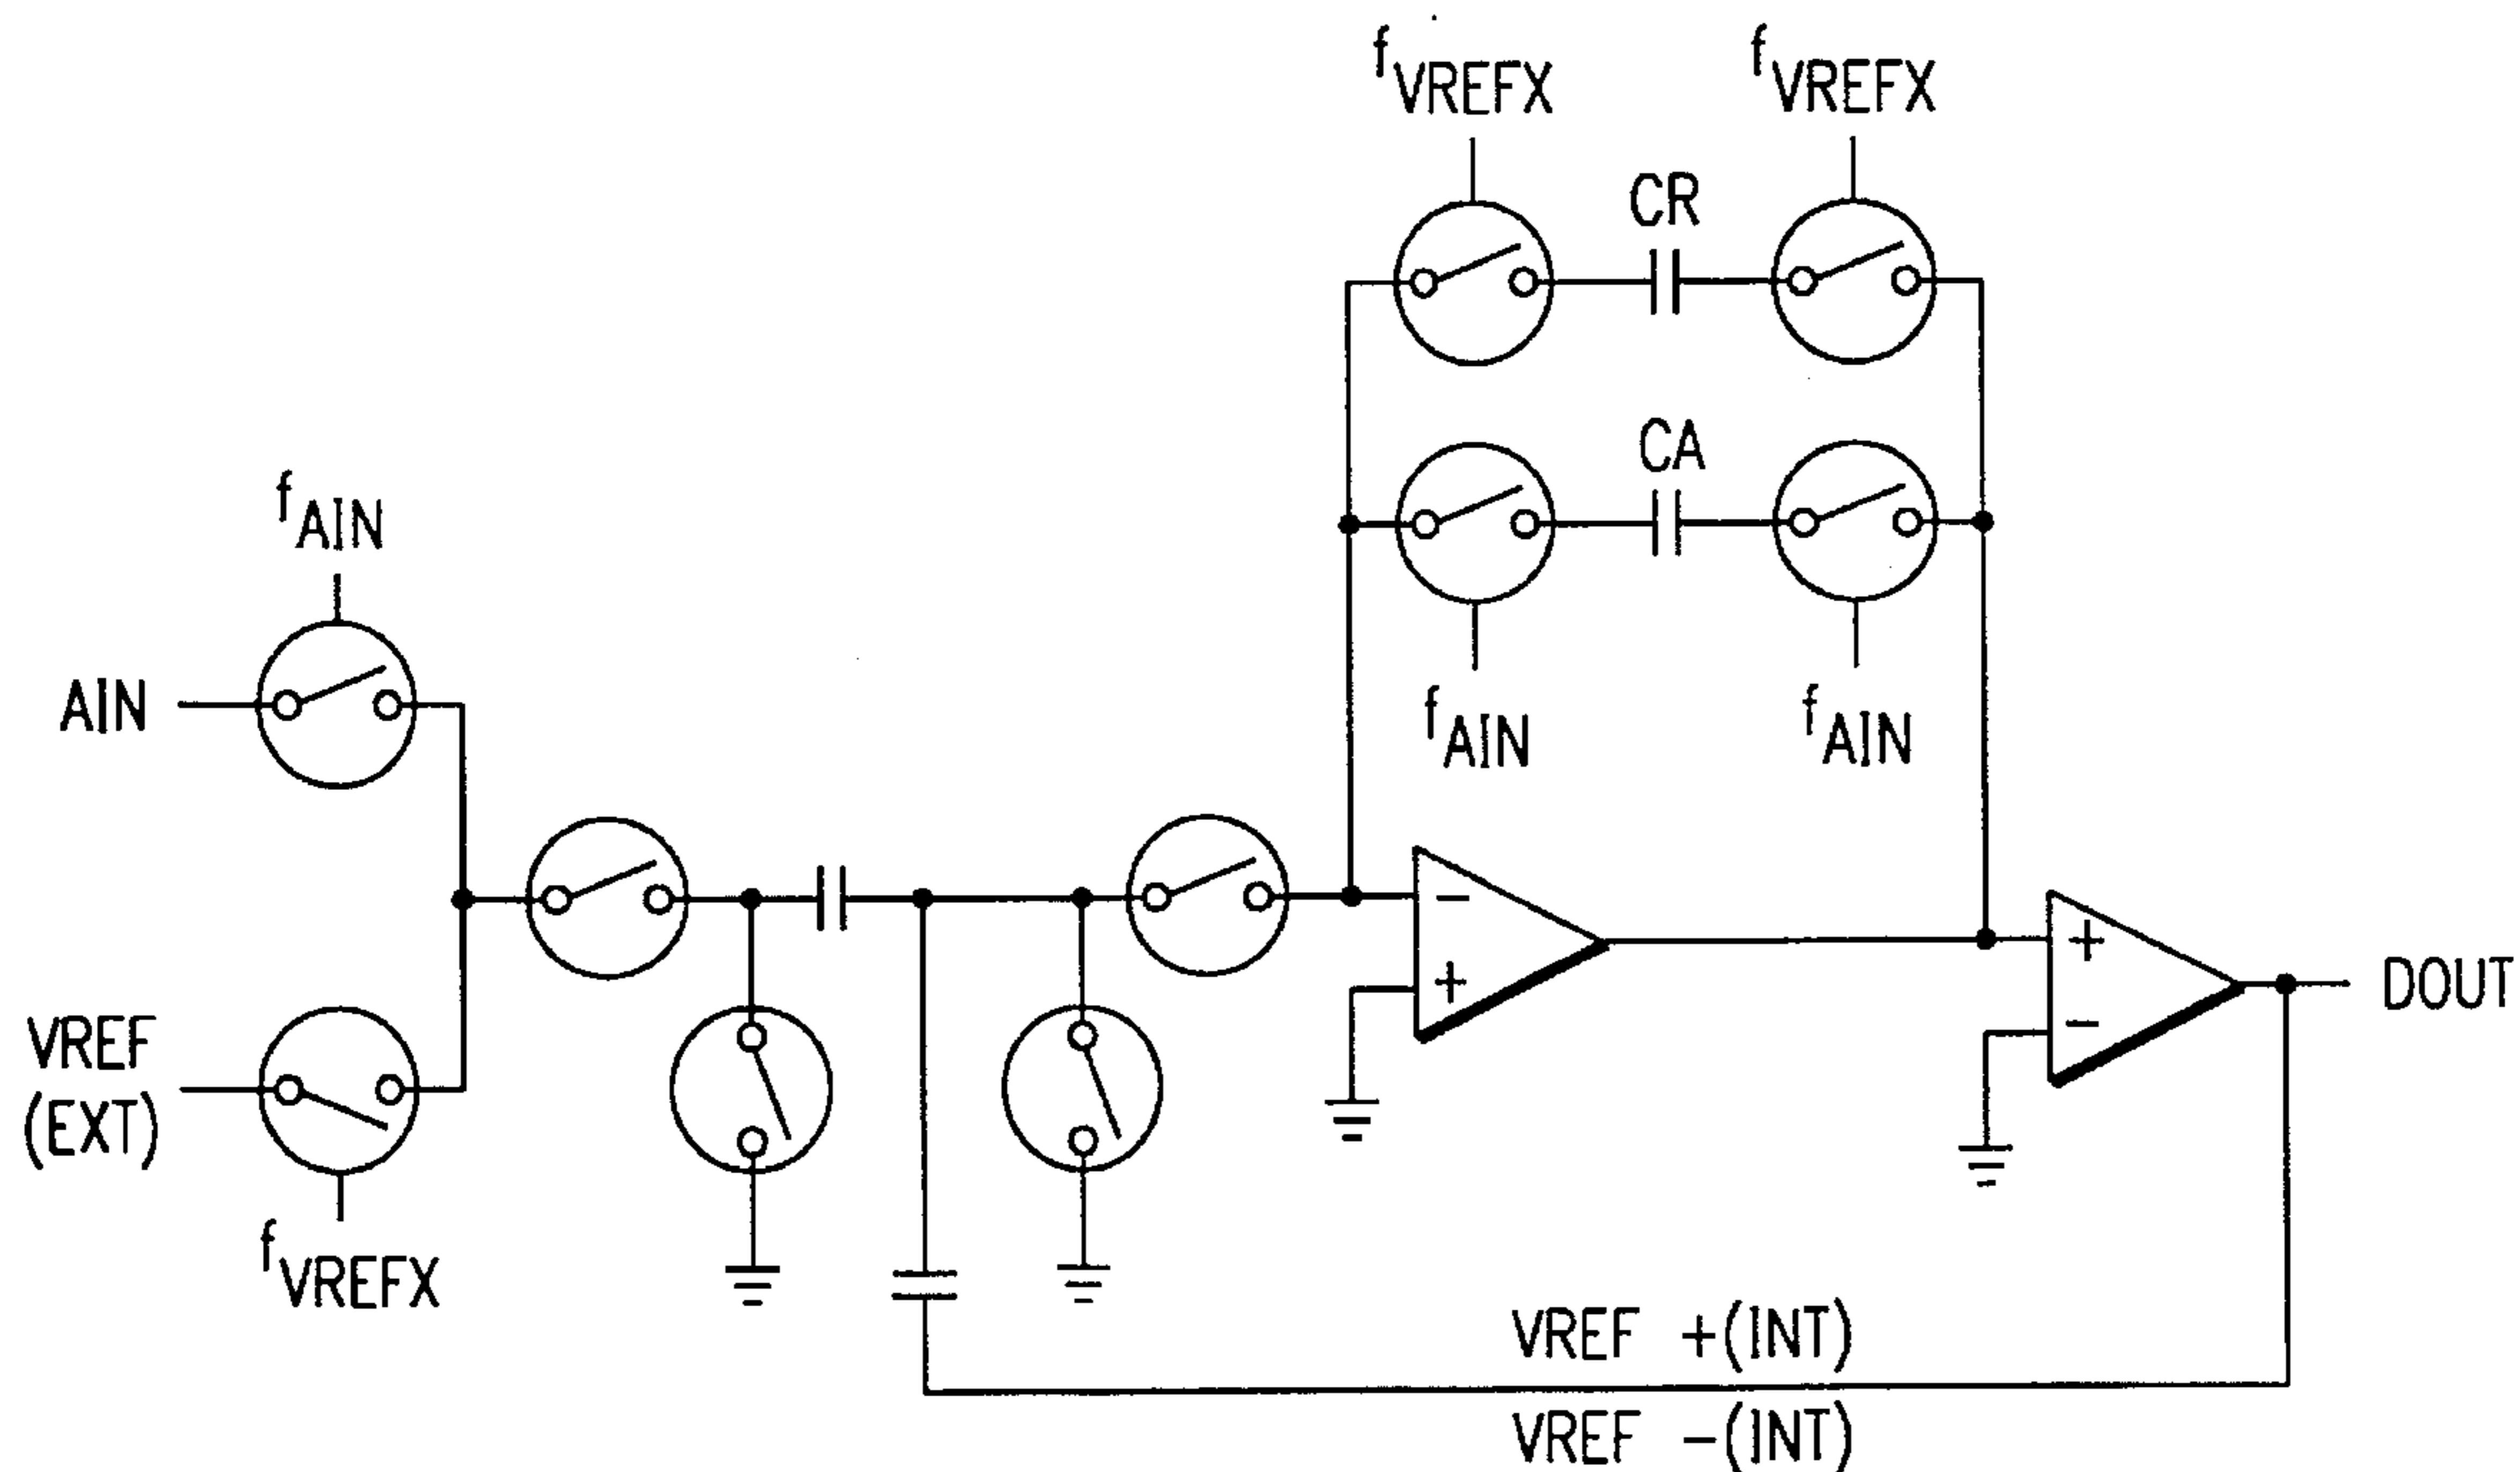 fVREFX
fVREFX
CR
CA
fAIN
AIN
fAIN
fAIN
−
+
+
−
DOUT
VREF
(EXT)
fVREFX
VREF +(INT)
VREF −(INT)